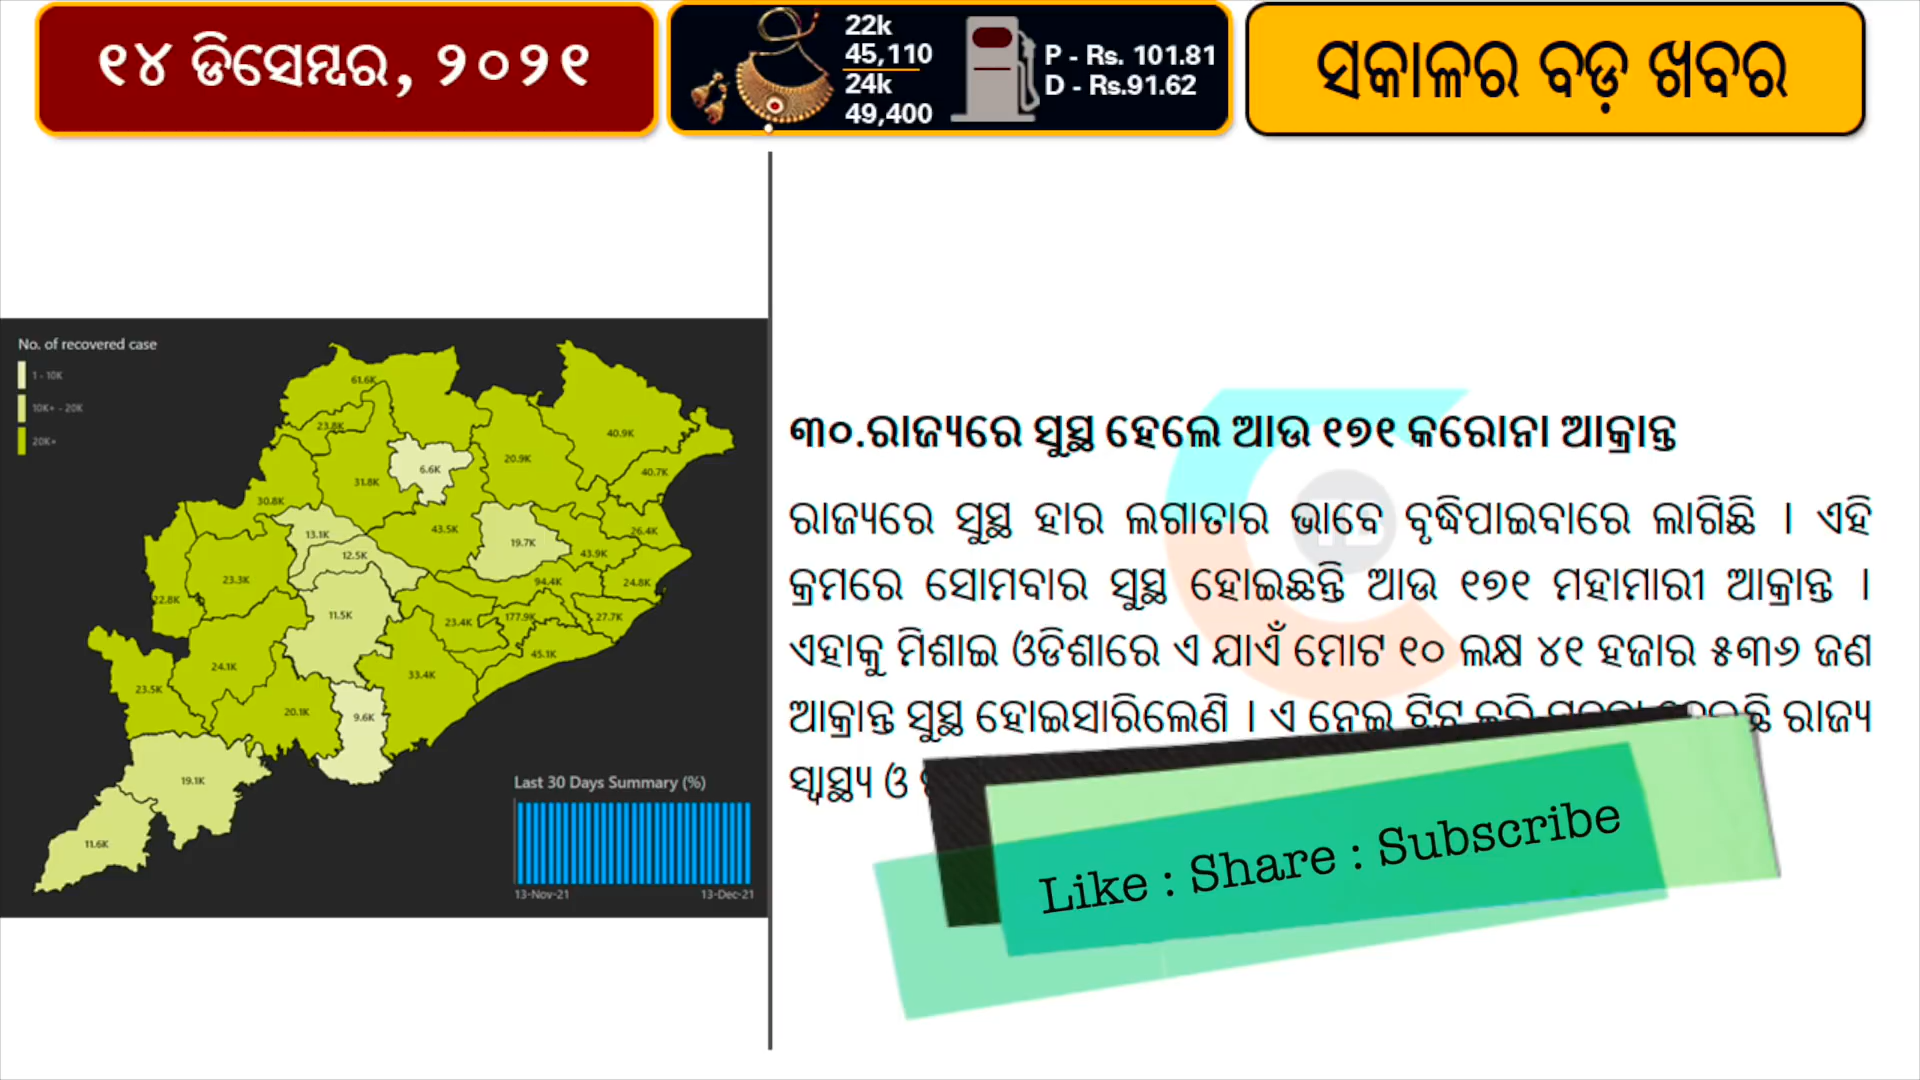 ୧୪ ଡିସେମ୍ବର, ୨୦୨୧
22k
45,110
24k
49,400
P - Rs. 101.81
D - Rs.91.62
ସକାଳର ବଡ଼ ଖବର
No. of recovered case
1 - 10K
10K+ - 20K
20K+
61.6K
23.8K
40.9K
20.9K
6.6K
40.7K
31.8K
30.8K
43.5K
26.4K
13.1K
19.7K
12.5K
43.9K
23.3K
94.4K
24.8K
22.8K
11.5K
23.4K
177.9K
27.7K
45.1K
24.1K
33.4K
23.5K
20.1K
9.6K
19.1K
11.6K
Last 30 Days Summary (%)
13-Nov-21
13-Dec-21
୩୦.ରାଜ୍ୟରେ ସୁସ୍ଥ ହେଲେ ଆଉ ୧୭୧ କରୋନା ଆକ୍ରାନ୍ତ
ରାଜ୍ୟରେ ସୁସ୍ଥ ହାର ଲଗାତାର ଭାବେ ବୃଦ୍ଧିପାଇବାରେ ଲାଗିଛି । ଏହି
କ୍ରମରେ ସୋମବାର ସୁସ୍ଥ ହୋଇଛନ୍ତି ଆଉ ୧୭୧ ମହାମାରୀ ଆକ୍ରାନ୍ତ ।
ଏହାକୁ ମିଶାଇ ଓଡିଶାରେ ଏ ଯାଏଁ ମୋଟ ୧୦ ଲକ୍ଷ ୪୧ ହଜାର ୫୩୬ ଜଣ
ଆକ୍ରାନ୍ତ ସୁସ୍ଥ ହୋଇସାରିଲେଣି । ଏ ନେଇ ଟ୍ୱିଟ୍ କରି ରାଜ୍ୟ
ସ୍ୱାସ୍ଥ୍ୟ ଓ
Like : Share : Subscribe